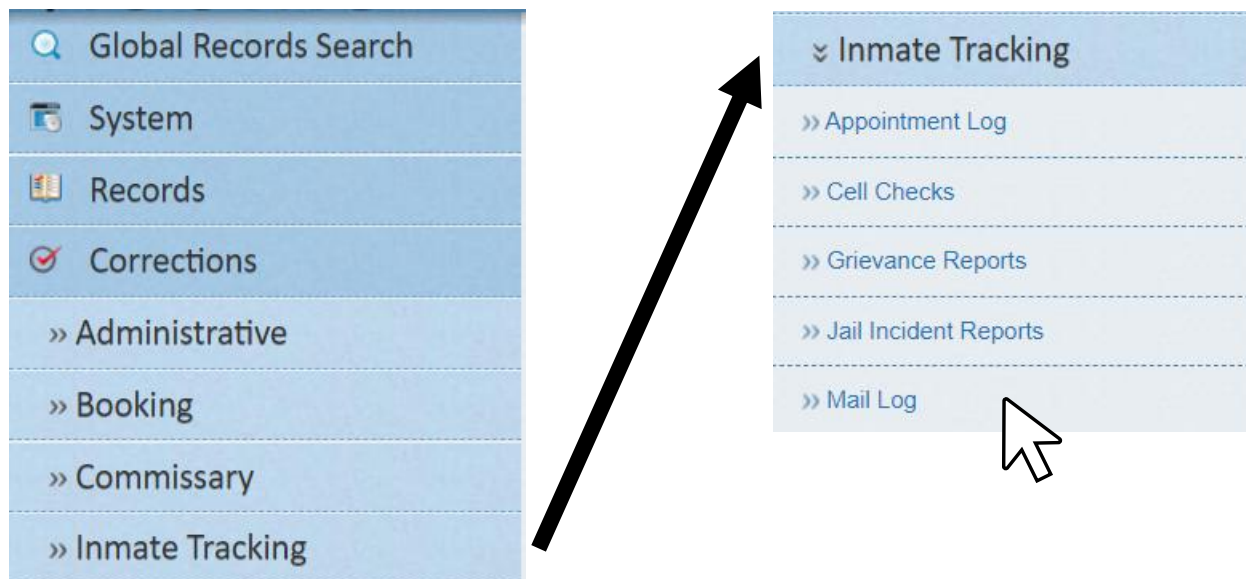 Global Records Search
System
Records
Corrections
» Administrative
» Booking
» Commissary
» Inmate Tracking
Inmate Tracking
» Appointment Log
» Cell Checks
» Grievance Reports
» Jail Incident Reports
» Mail Log